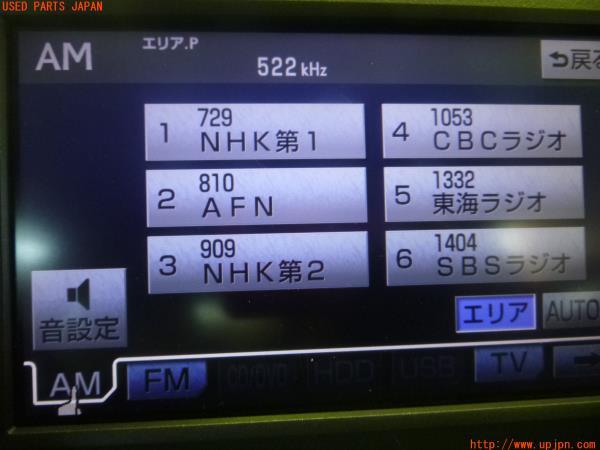 USED PARTS JAPAN
AM
エリア.P
522 kHz
戻る
1 729 NHK第1
2 810 AFN
3 909 NHK第2
4 1053 CBCラジオ
5 1332 東海ラジオ
6 1404 SBSラジオ
音設定
エリア
AUTO
AM
FM
CD/DVD
HDD
USB
TV
http://www.upjpn.com/